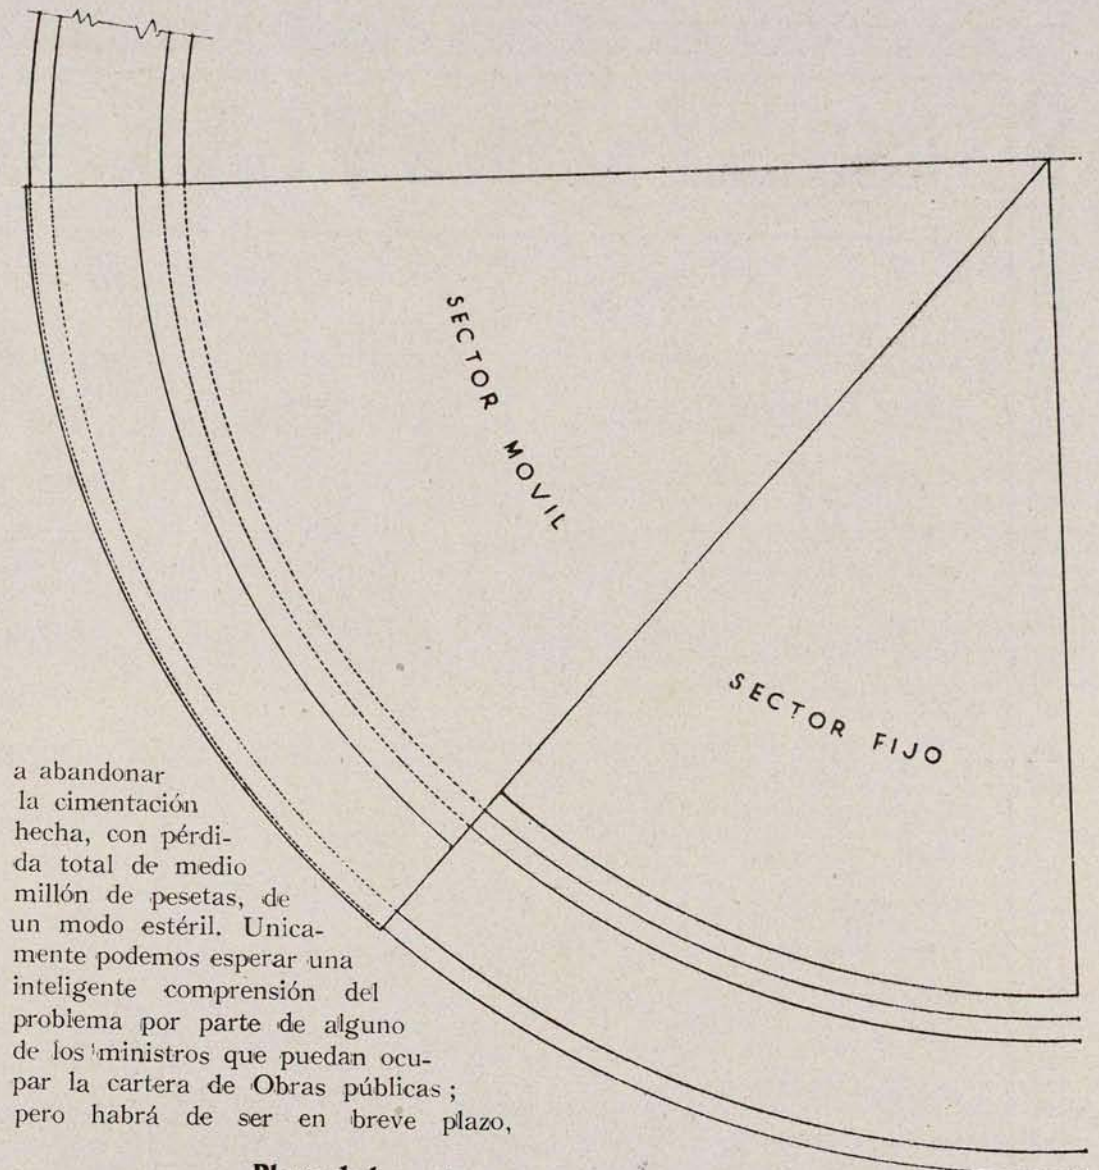 SECTOR MOVIL
SECTOR FIJO
a abandonar
la cimentación
hecha, con pérdi-
da total de medio
millón de pesetas, de
un modo estéril. Unica-
mente podemos esperar una
inteligente comprensión del
problema por parte de alguno
de los ministros que puedan ocu-
par la cartera de Obras públicas;
pero habrá de ser en breve plazo,